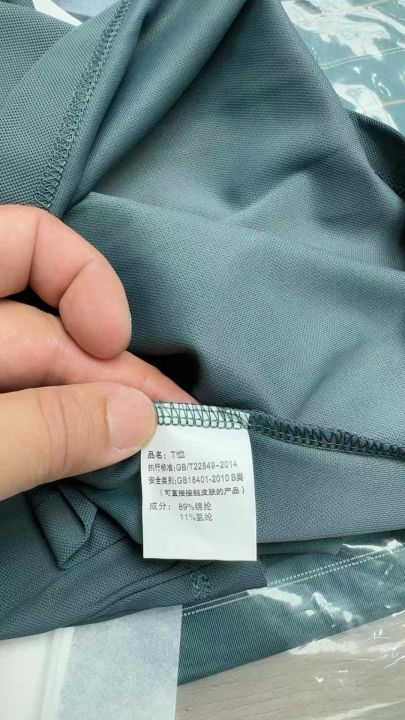 品名：T恤
执行标准:GB/T22849-2014
安全类别:GB18401-2010 B类
（可直接接触皮肤的产品）
成分：89%锦纶
11%氨纶